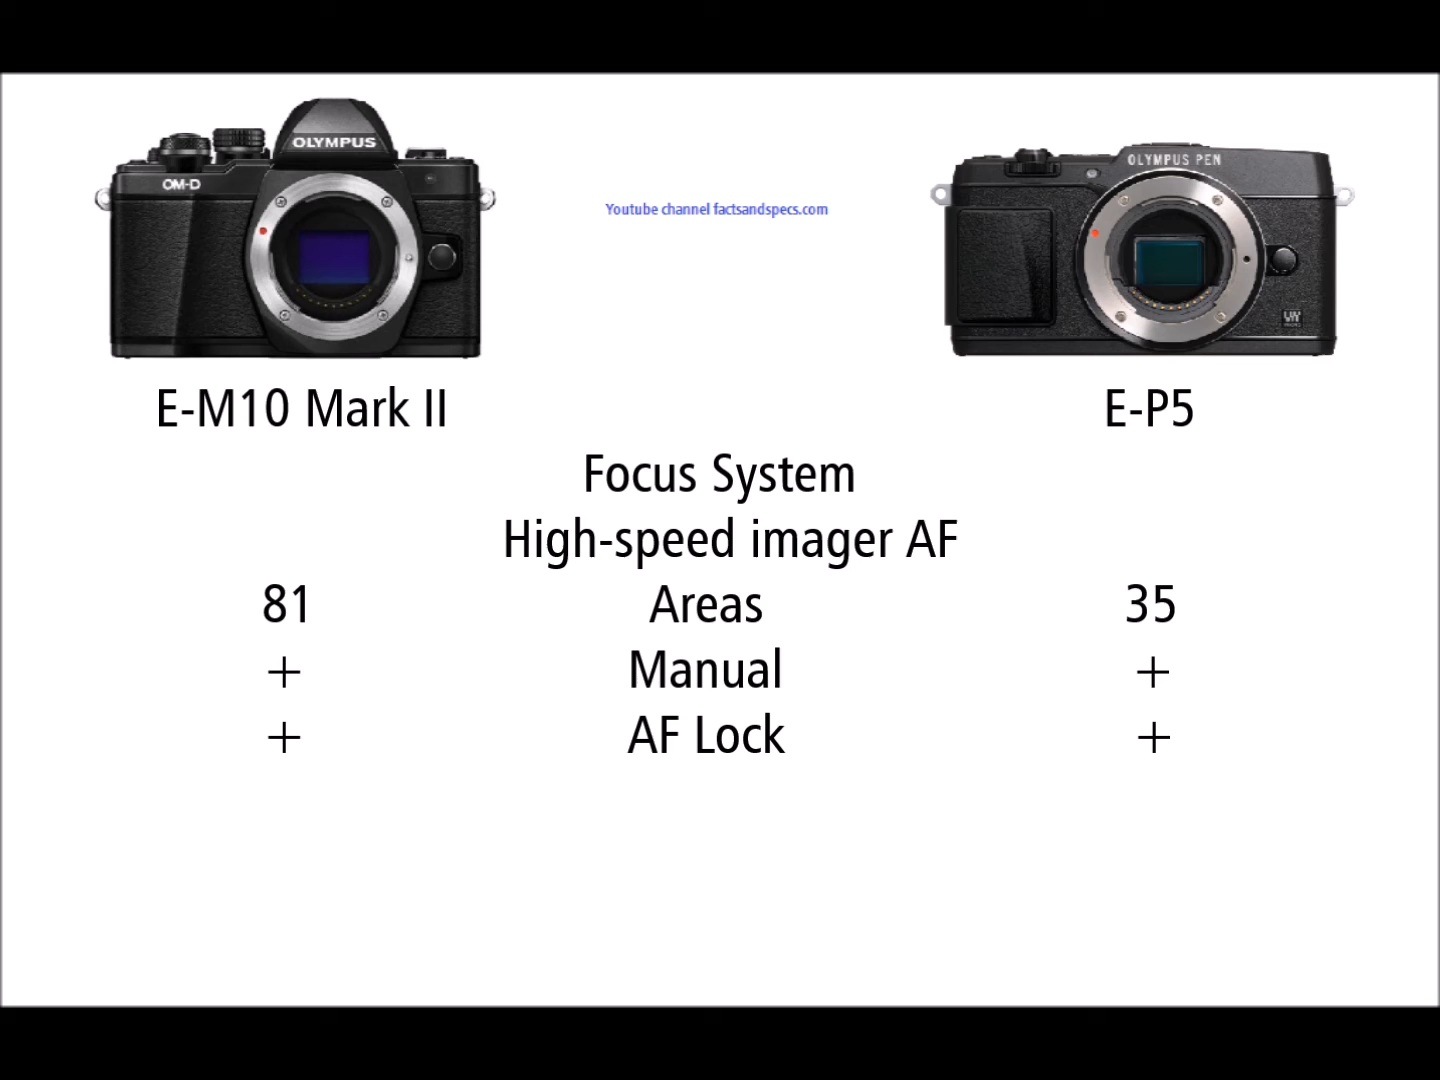 OLYMPUS
OM-D
OLYMPUS PEN
Youtube channel factsandspecs.com
E-M10 Mark II
E-P5
Focus System
High-speed imager AF
81 Areas 35
+ Manual +
+ AF Lock +